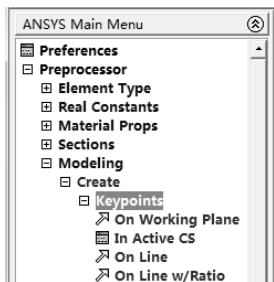 ANSYS Main Menu
Preferences
Preprocessor
Element Type
Real Constants
Material Props
Sections
Modeling
Create
Keypoints
On Working Plane
In Active CS
On Line
On Line w/Ratio